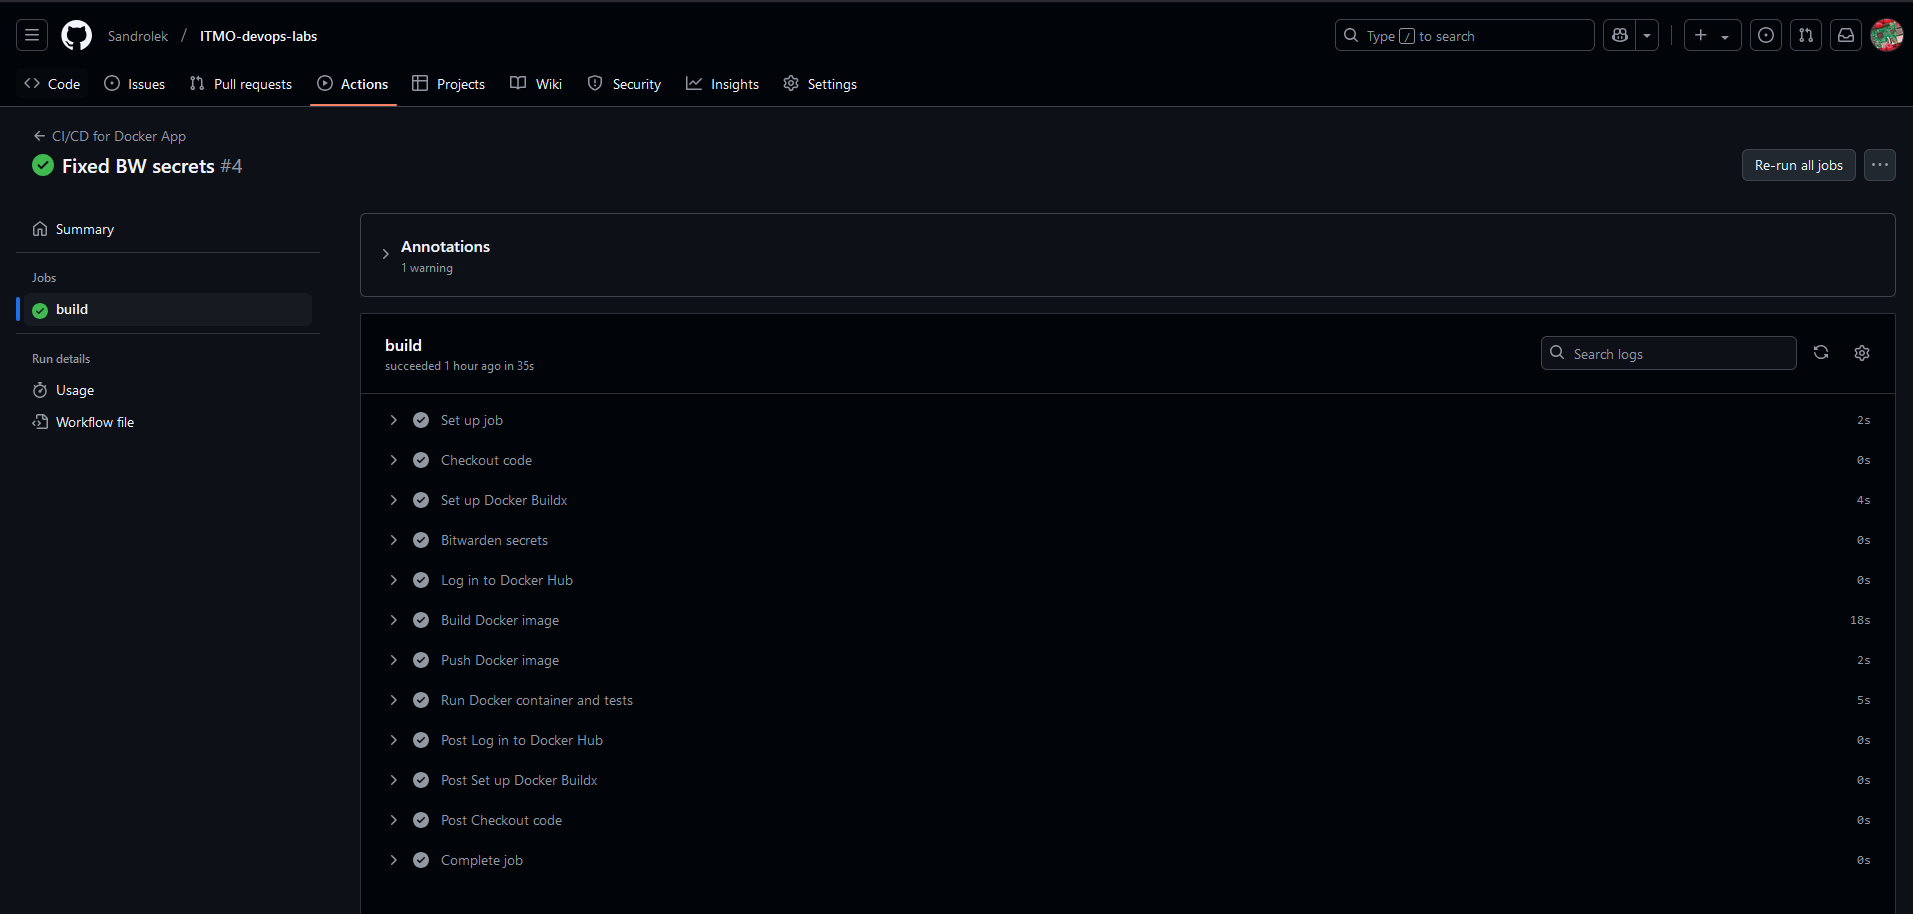 Sandrolek / ITMO-devops-labs
Type / to search
Code Issues Pull requests Actions Projects Wiki Security Insights Settings
CI/CD for Docker App
Fixed BW secrets #4
Re-run all jobs
Summary
Jobs
build
Run details
Usage
Workflow file
Annotations
1 warning
build
succeeded 1 hour ago in 35s
Search logs
Set up job 2s
Checkout code 0s
Set up Docker Buildx 4s
Bitwarden secrets 0s
Log in to Docker Hub 0s
Build Docker image 18s
Push Docker image 2s
Run Docker container and tests 5s
Post Log in to Docker Hub 0s
Post Set up Docker Buildx 0s
Post Checkout code 0s
Complete job 0s